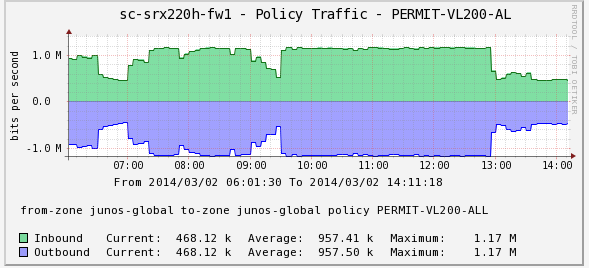 sc-srx220h-fw1 - Policy Traffic - PERMIT-VL200-AL
RRDTOOL / TOBI OETIKER
bits per second
1.0 M
0.0
-1.0 M
07:00 08:00 09:00 10:00 11:00 12:00 13:00 14:00
From 2014/03/02 06:01:30 To 2014/03/02 14:11:18
from-zone junos-global to-zone junos-global policy PERMIT-VL200-ALL
Inbound Current: 468.12 k Average: 957.41 k Maximum: 1.17 M
Outbound Current: 468.12 k Average: 957.50 k Maximum: 1.17 M